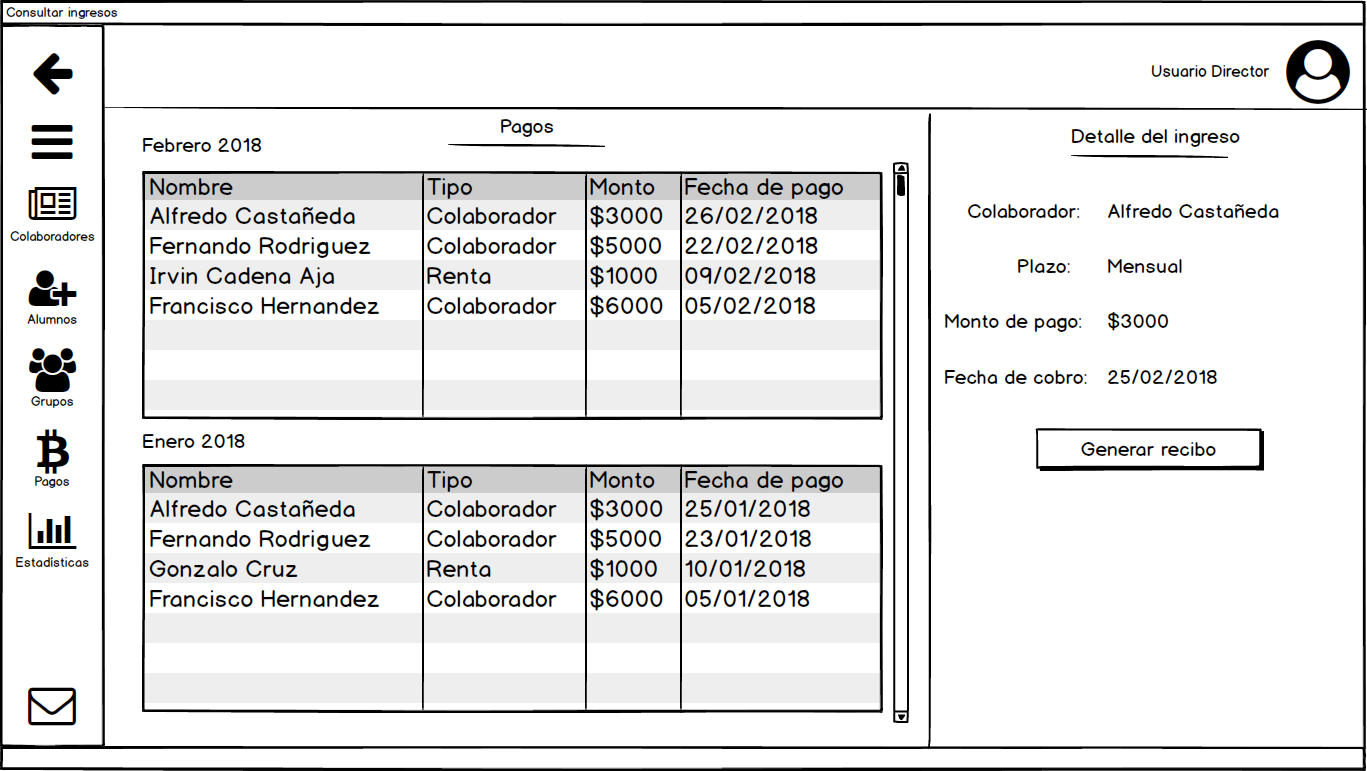 Consultar ingresos
Usuario Director
Colaboradores
Alumnos
Grupos
Pagos
Estadísticas
Pagos
Febrero 2018
Nombre Tipo Monto Fecha de pago
Alfredo Castañeda Colaborador $3000 26/02/2018
Fernando Rodriguez Colaborador $5000 22/02/2018
Irvin Cadena Aja Renta $1000 09/02/2018
Francisco Hernandez Colaborador $6000 05/02/2018
Enero 2018
Nombre Tipo Monto Fecha de pago
Alfredo Castañeda Colaborador $3000 25/01/2018
Fernando Rodriguez Colaborador $5000 23/01/2018
Gonzalo Cruz Renta $1000 10/01/2018
Francisco Hernandez Colaborador $6000 05/01/2018
Detalle del ingreso
Colaborador: Alfredo Castañeda
Plazo: Mensual
Monto de pago: $3000
Fecha de cobro: 25/02/2018
Generar recibo